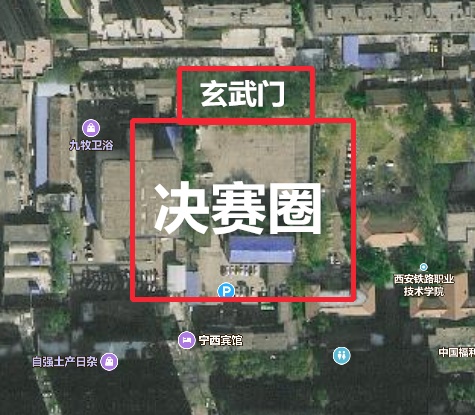 玄武门
九牧卫浴
决赛圈
西安铁路职业
技术学院
P
宁西宾馆
自强土产日杂
中国福利